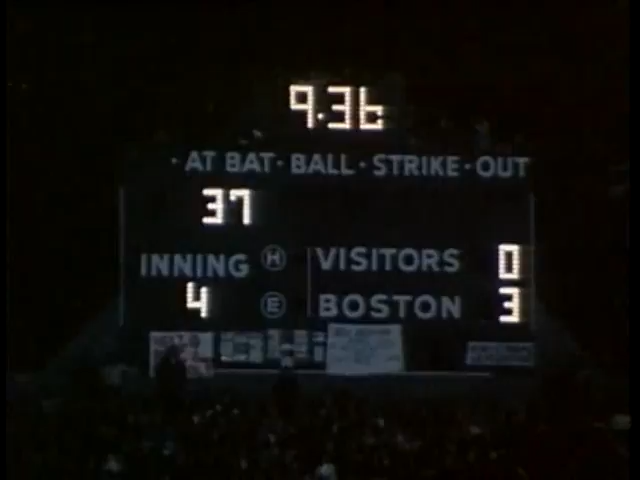 9.36
· AT BAT · BALL · STRIKE · OUT
37
INNING H VISITORS 0
4 E BOSTON 3